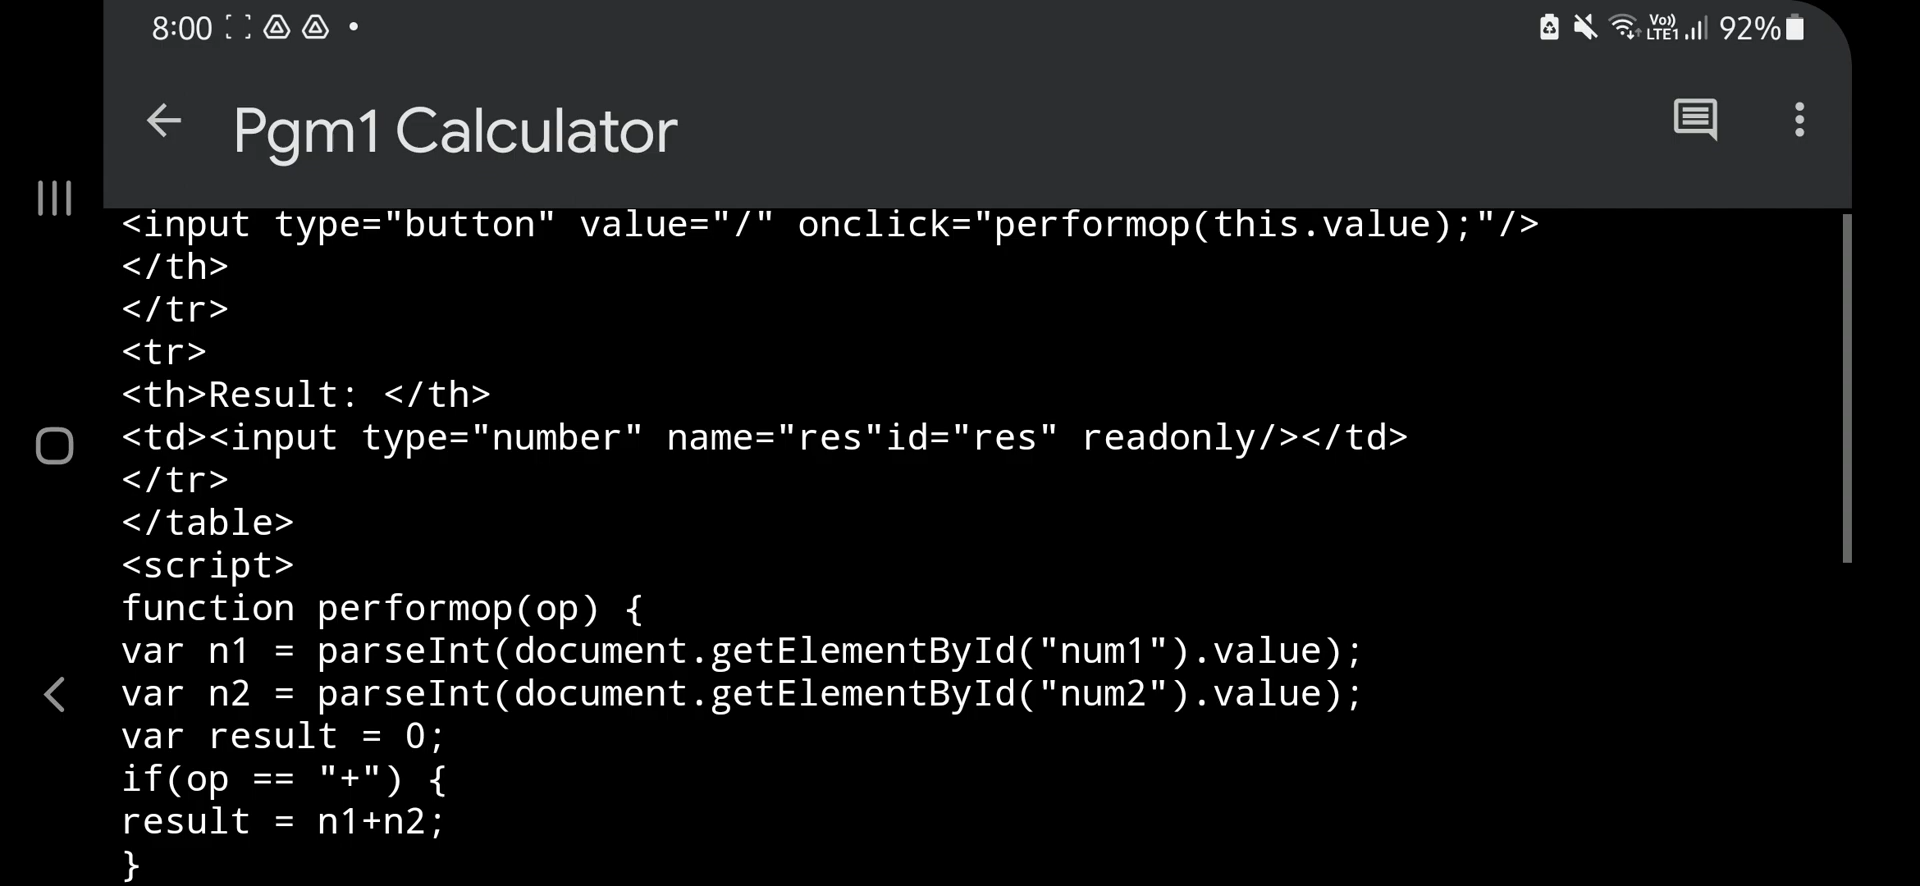 8:00 Vo)) LTE1 92%
Pgm1 Calculator
<input type="button" value="/" onclick="performop(this.value);"/>
</th>
</tr>
<tr>
<th>Result: </th>
<td><input type="number" name="res"id="res" readonly/></td>
</tr>
</table>
<script>
function performop(op) {
var n1 = parseInt(document.getElementById("num1").value);
var n2 = parseInt(document.getElementById("num2").value);
var result = 0;
if(op == "+") {
result = n1+n2;
}